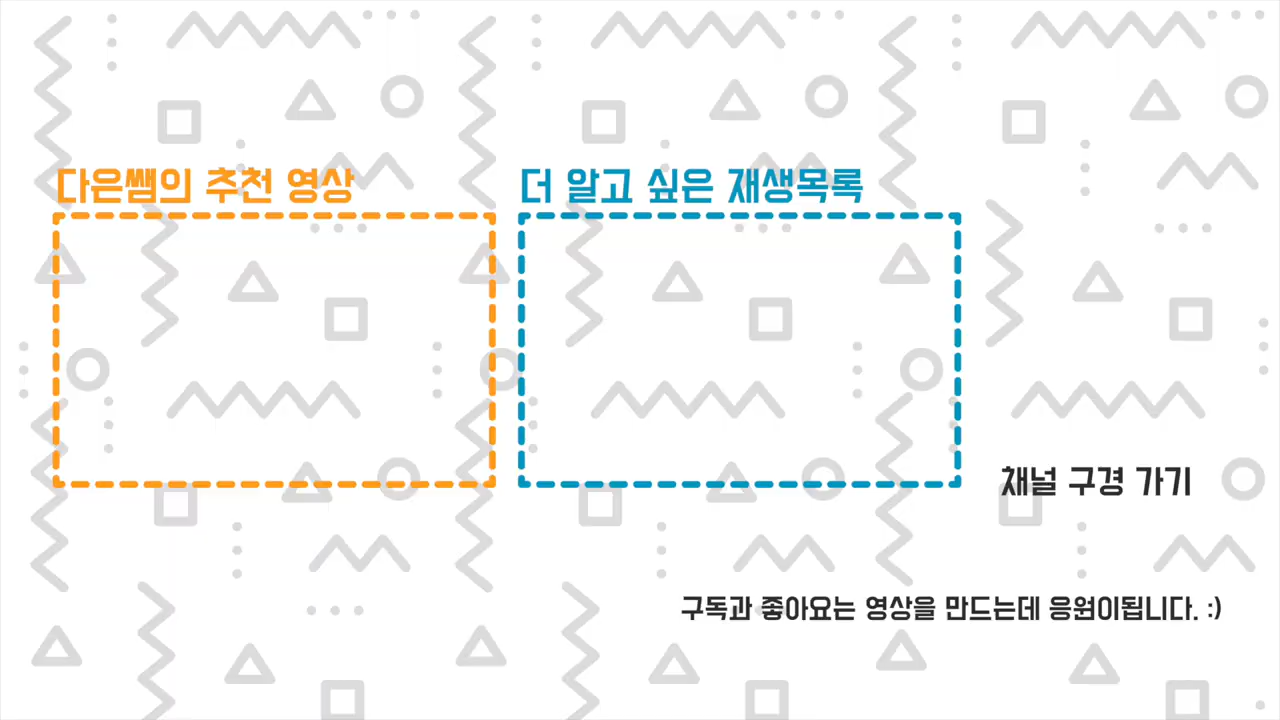 다은쌤의 추천 영상
더 알고 싶은 재생목록
채널 구경 가기
구독과 좋아요는 영상을 만드는데 응원이됩니다. :)